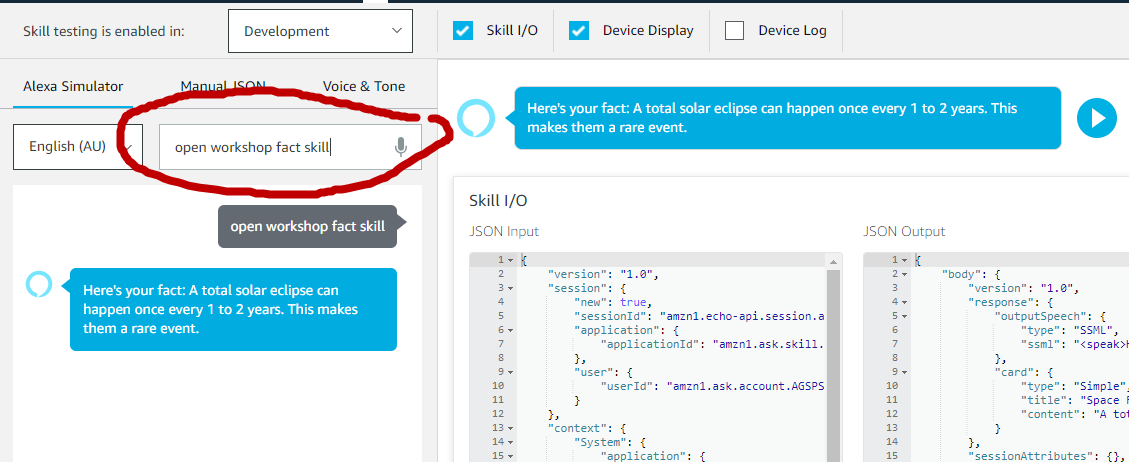 Skill testing is enabled in:
Development
Skill I/O
Device Display
Device Log
Alexa Simulator
Manual JSON
Voice & Tone
English (AU)
open workshop fact skill
open workshop fact skill
Here's your fact: A total solar eclipse can
happen once every 1 to 2 years. This makes
them a rare event.
Here's your fact: A total solar eclipse can happen once every 1 to 2 years. This
makes them a rare event.
Skill I/O
JSON Input
1 {
2 "version": "1.0",
3 "session": {
4 "new": true,
5 "sessionId": "amzn1.echo-api.session.a
6 "application": {
7 "applicationId": "amzn1.ask.skill.
8 },
9 "user": {
10 "userId": "amzn1.ask.account.AGSPS
11 }
12 },
13 "context": {
14 "System": {
15 "application": {
JSON Output
1 {
2 "body": {
3 "version": "1.0",
4 "response": {
5 "outputSpeech": {
6 "type": "SSML",
7 "ssml": "<speak>H
8 },
9 "card": {
10 "type": "Simple",
11 "title": "Space F
12 "content": "A tot
13 }
14 },
15 "sessionAttributes": {},